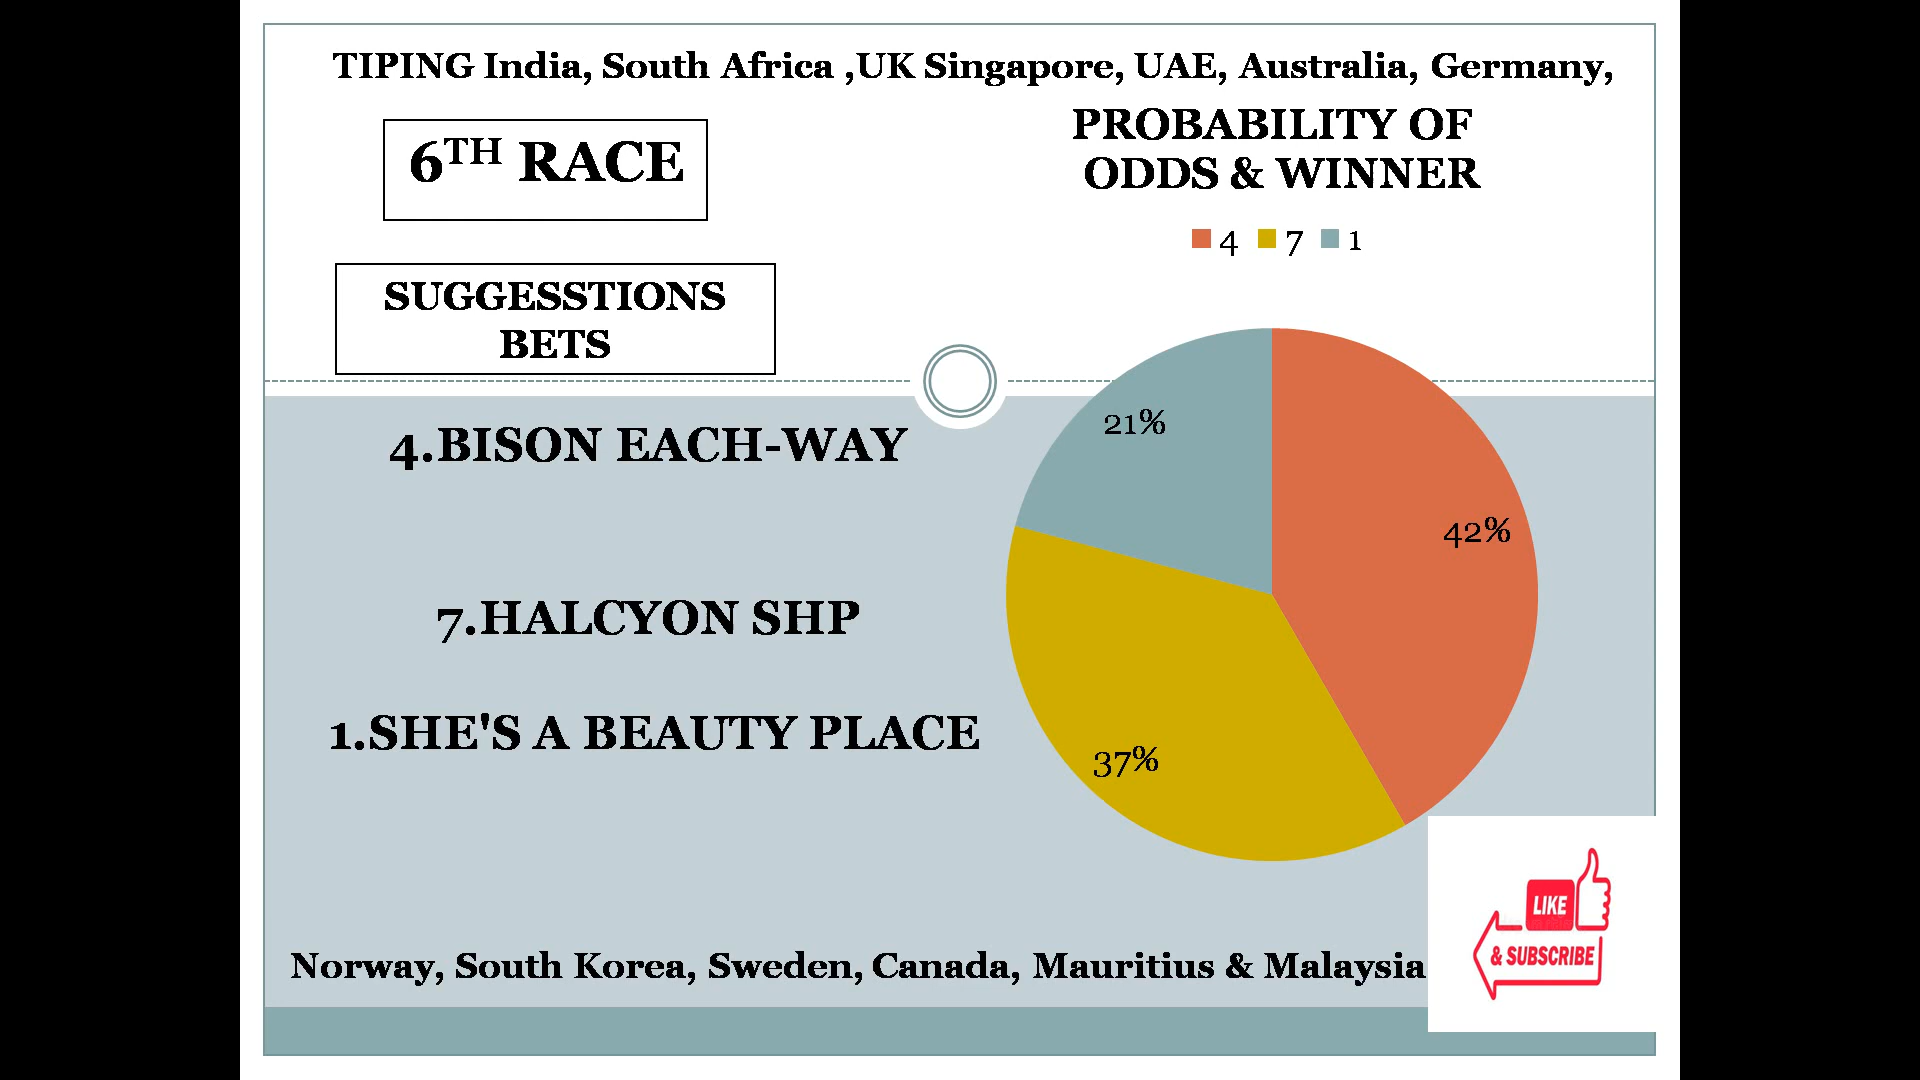 TIPING India, South Africa ,UK Singapore, UAE, Australia, Germany,
6TH RACE
PROBABILITY OF
ODDS & WINNER
4 7 1
SUGGESSTIONS
BETS
4.BISON EACH-WAY
7.HALCYON SHP
1.SHE'S A BEAUTY PLACE
21%
42%
37%
LIKE
& SUBSCRIBE
Norway, South Korea, Sweden, Canada, Mauritius & Malaysia